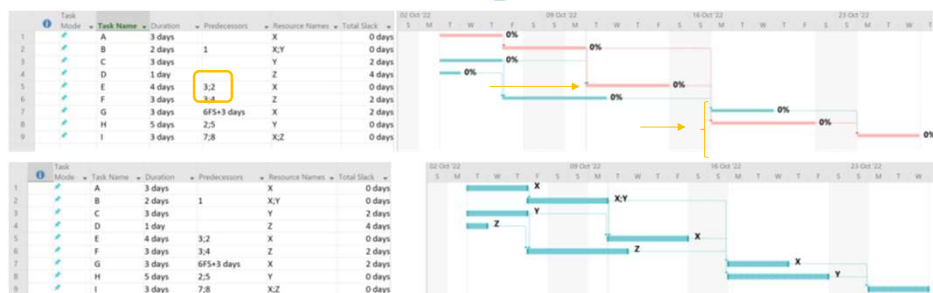 Task
Mode Task Name Duration Predecessors Resource Names Total Slack
02 Oct '22 09 Oct '22 16 Oct '22 23 Oct '22
S M T W T F S S M T W T F S S M T W T F S S M T W T
1 A 3 days X 0 days 0%
2 B 2 days 1 X;Y 0 days 0%
3 C 3 days Y 2 days 0%
4 D 1 day Z 4 days 0%
5 E 4 days 3;2 X 0 days 0%
6 F 3 days 3;4 Z 2 days 0%
7 G 3 days 6FS+3 days X 2 days 0%
8 H 5 days 2;5 Y 0 days 0%
9 I 3 days 7;8 X;Z 0 days 0%
Task
Mode Task Name Duration Predecessors Resource Names Total Slack
02 Oct '22 09 Oct '22 16 Oct '22 23 Oct '22
S M T W T F S S M T W T F S S M T W T F S S M T W T
1 A 3 days X 0 days X
2 B 2 days 1 X;Y 0 days X;Y
3 C 3 days Y 2 days Y
4 D 1 day Z 4 days Z
5 E 4 days 3;2 X 0 days X
6 F 3 days 3;4 Z 2 days Z
7 G 3 days 6FS+3 days X 2 days X
8 H 5 days 2;5 Y 0 days Y
9 I 3 days 7;8 X;Z 0 days